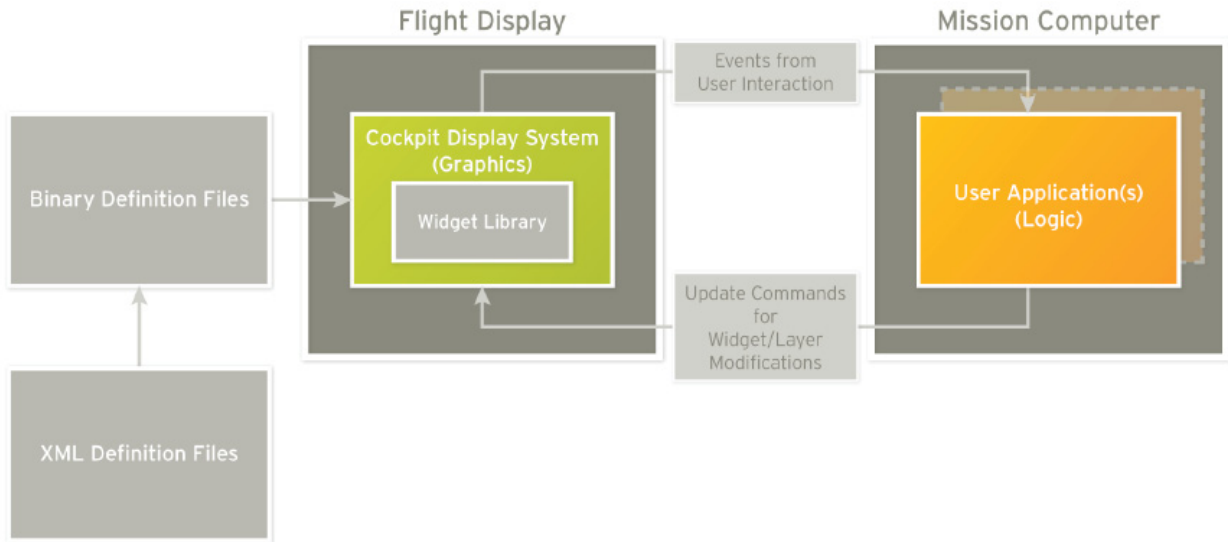 Flight Display
Mission Computer
Events from
User Interaction
Cockpit Display System
(Graphics)
Widget Library
Binary Definition Files
User Application(s)
(Logic)
Update Commands
for
Widget/Layer
Modifications
XML Definition Files